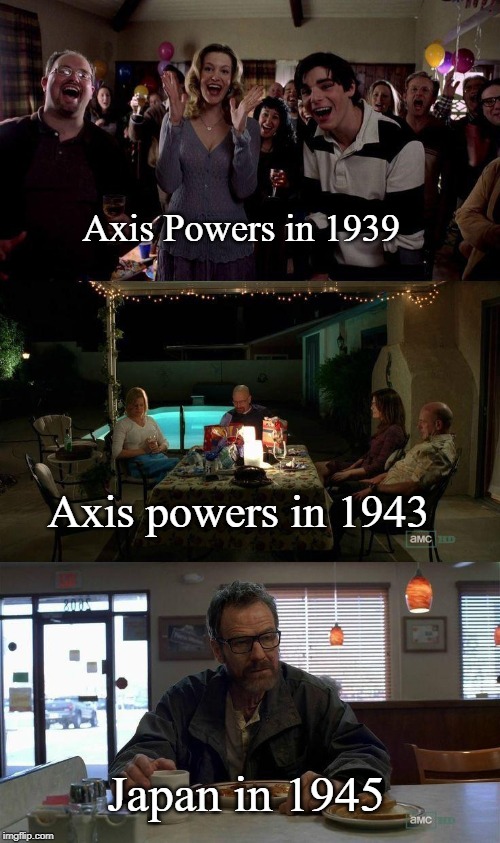 Axis Powers in 1939
Axis powers in 1943
amc
Japan in 1945
amc
imgflip.com